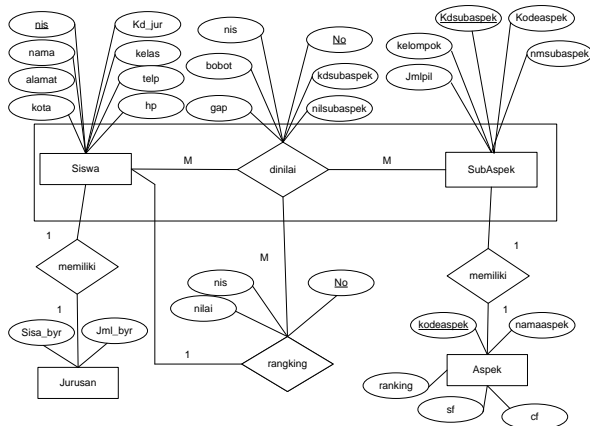 nis
Kd_jur
nis
No
Kdsubaspek
Kodeaspek
nama
kelas
bobot
kelompok
nmsubaspek
alamat
telp
kdsubaspek
Jmlpil
kota
hp
gap
nilsubaspek
Siswa
M
dinilai
M
SubAspek
1
M
1
memiliki
nis
No
memiliki
nilai
1
1
Sisa_byr
Jml_byr
kodeaspek
namaaspek
1
rangking
Jurusan
ranking
Aspek
sf
cf